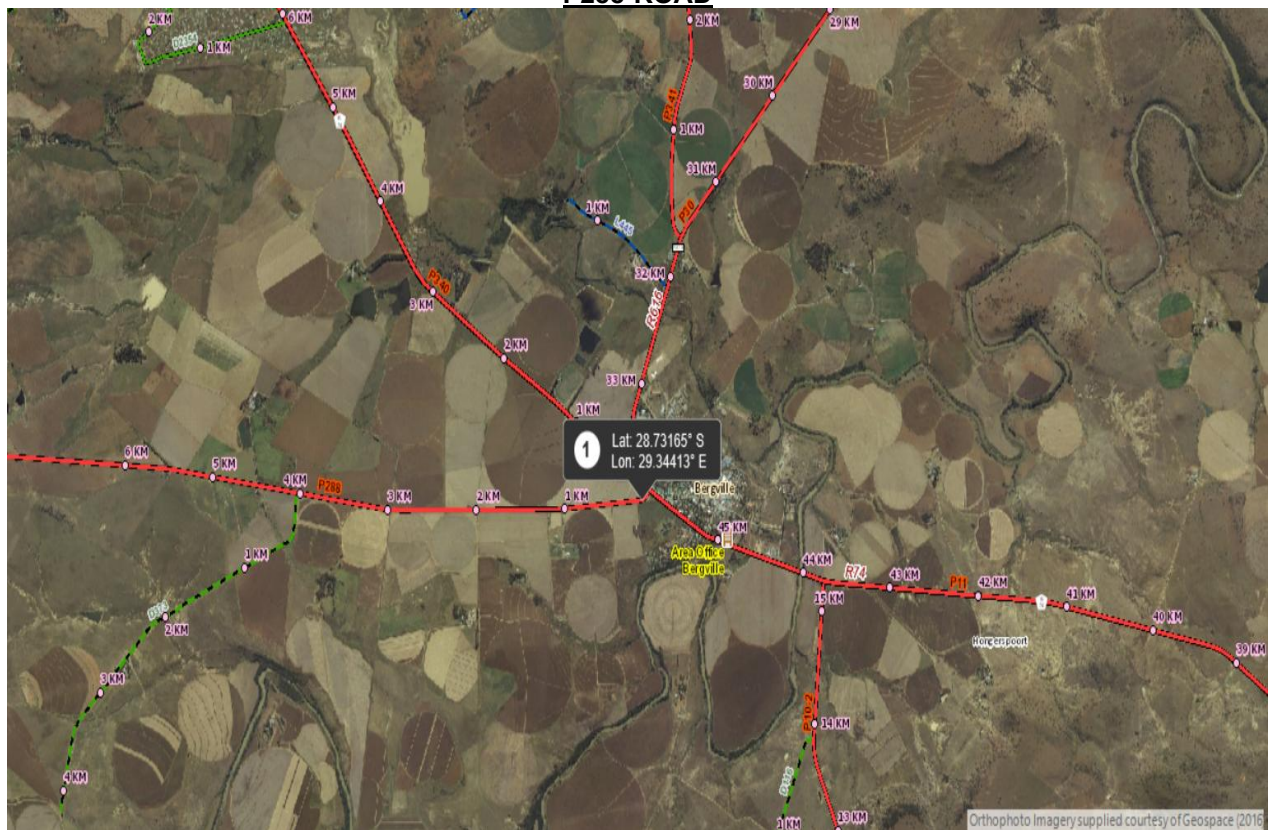 2 KM
D2354
1 KM
6 KM
2 KM
29 KM
5 KM
30 KM
P341
1 KM
4 KM
31 KM
P30
1 KM
L445
32 KM
P340
3 KM
R616
2 KM
33 KM
1 KM
1
Lat: 28.73165° S
Lon: 29.34413° E
6 KM
5 KM
4 KM
P288
3 KM
2 KM
1 KM
Bergville
45 KM
Area Office
Bergville
44 KM
R74
43 KM
P11
42 KM
41 KM
40 KM
39 KM
1 KM
2 KM
3 KM
4 KM
15 KM
Hongerspoort
P10-2
14 KM
1 KM
13 KM
Orthophoto Imagery supplied courtesy of Geospace (2016